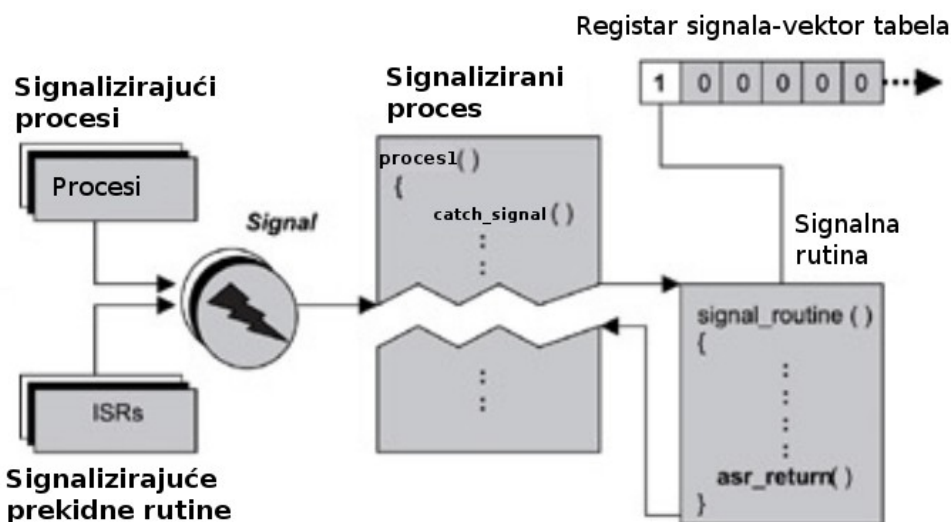 Registar signala-vektor tabela
1 0 0 0 0 0
Signalizirajući
procesi
Procesi
Signal
Signalizirani
proces
proces1()
{
catch_signal()
Signalna
rutina
signal_routine ( )
{
asr_return( )
}
ISRs
Signalizirajuće
prekidne rutine